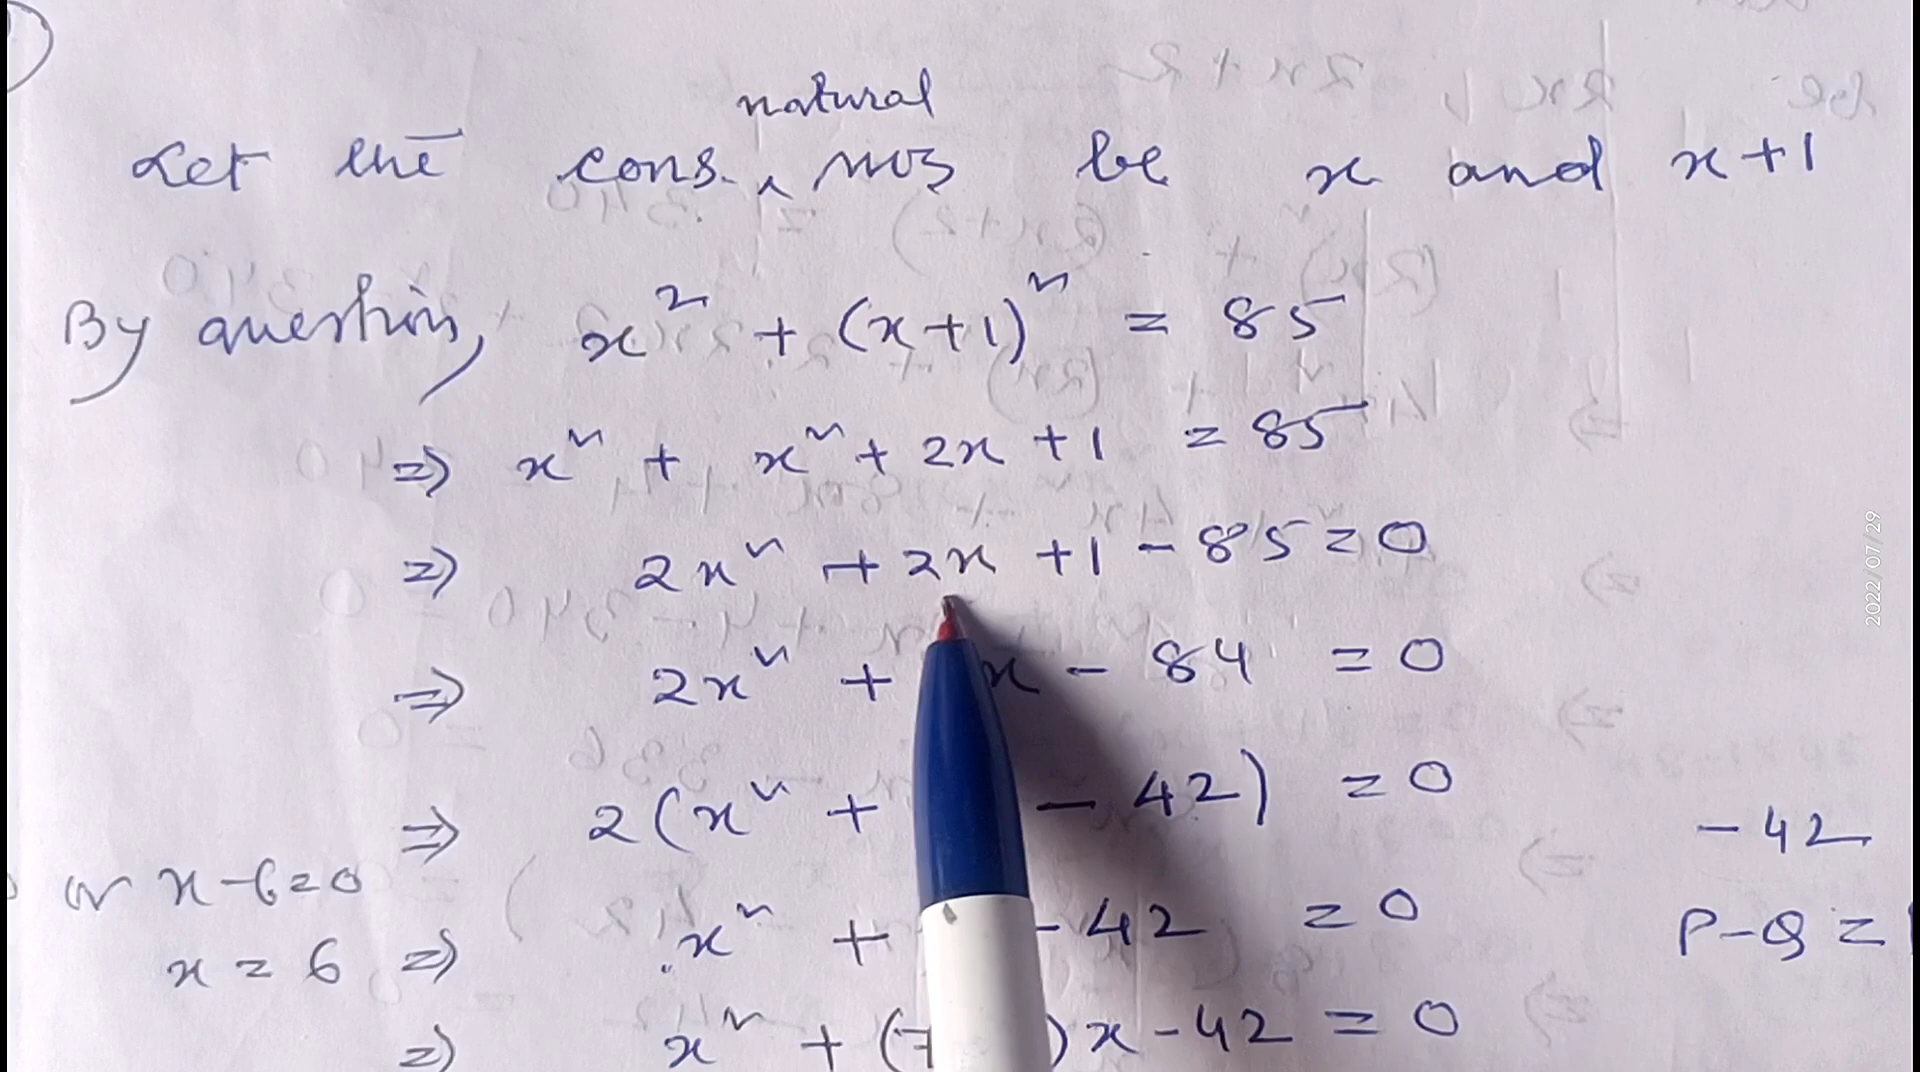 natural
Let the cons. ‸ nos be x and x+1
By question, x² + (x+1)² = 85
⇒ x² + x² + 2x +1 = 85
⇒ 2x² + 2x +1 - 85 = 0
⇒ 2x² + x - 84 = 0
⇒ 2(x² + - 42) = 0
- 42
or x-6=0
⇒ x² + - 42 = 0
P-Q =
x = 6
⇒ x² + (7 )x - 42 = 0
2022/07/29